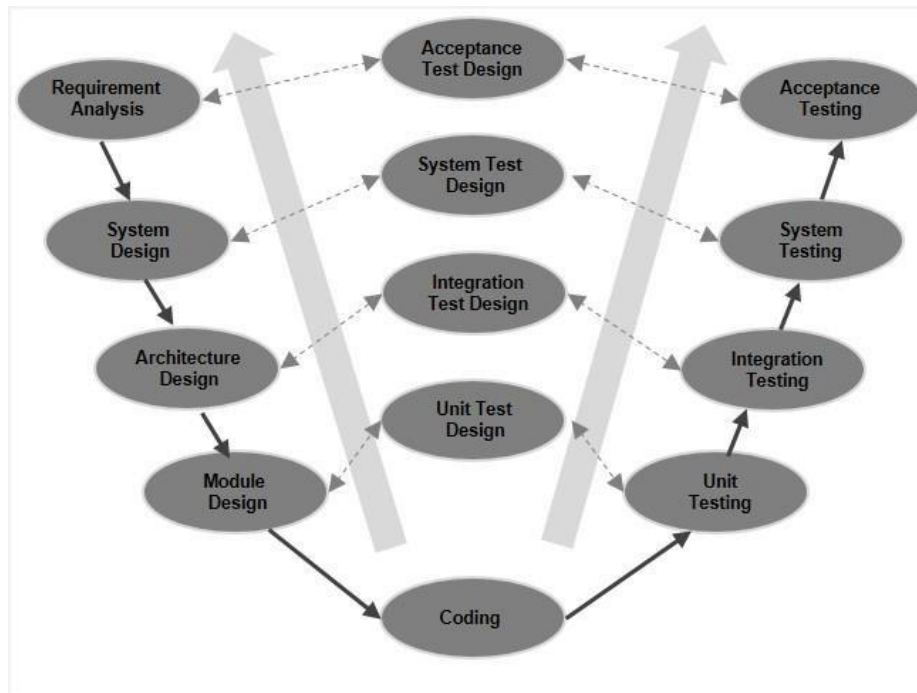 Acceptance
Test Design
Requirement
Analysis
Acceptance
Testing
System Test
Design
System
Design
System
Testing
Integration
Test Design
Architecture
Design
Integration
Testing
Unit Test
Design
Module
Design
Unit
Testing
Coding